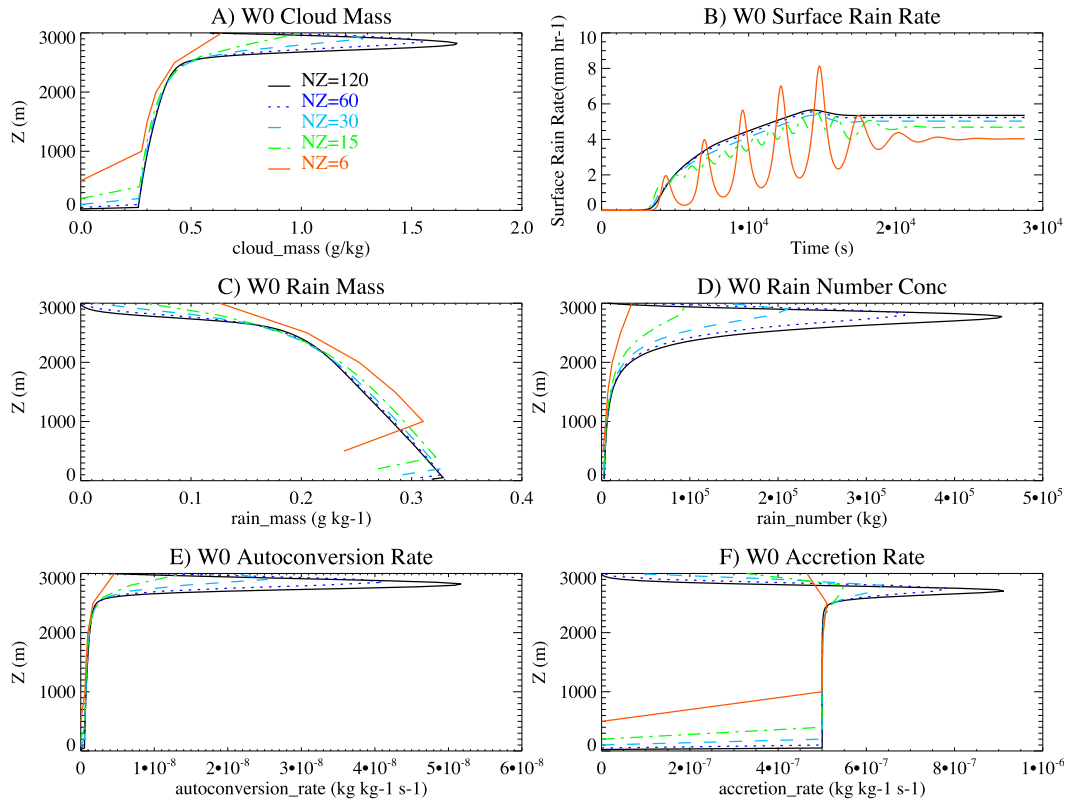 A) W0 Cloud Mass
3000
2000
1000
0
Z (m)
NZ=120
NZ=60
NZ=30
NZ=15
NZ=6
0.0 0.5 1.0 1.5 2.0
cloud_mass (g/kg)
B) W0 Surface Rain Rate
10
8
6
4
2
0
Surface Rain Rate(mm hr-1)
0 1•10^4 2•10^4 3•10^4
Time (s)
C) W0 Rain Mass
3000
2000
1000
0
Z (m)
0.0 0.1 0.2 0.3 0.4
rain_mass (g kg-1)
D) W0 Rain Number Conc
3000
2000
1000
0
Z (m)
0 1•10^5 2•10^5 3•10^5 4•10^5 5•10^5
rain_number (kg)
E) W0 Autoconversion Rate
3000
2000
1000
0
Z (m)
0 1•10^-8 2•10^-8 3•10^-8 4•10^-8 5•10^-8 6•10^-8
autoconversion_rate (kg kg-1 s-1)
F) W0 Accretion Rate
3000
2000
1000
0
Z (m)
0 2•10^-7 4•10^-7 6•10^-7 8•10^-7 1•10^-6
accretion_rate (kg kg-1 s-1)